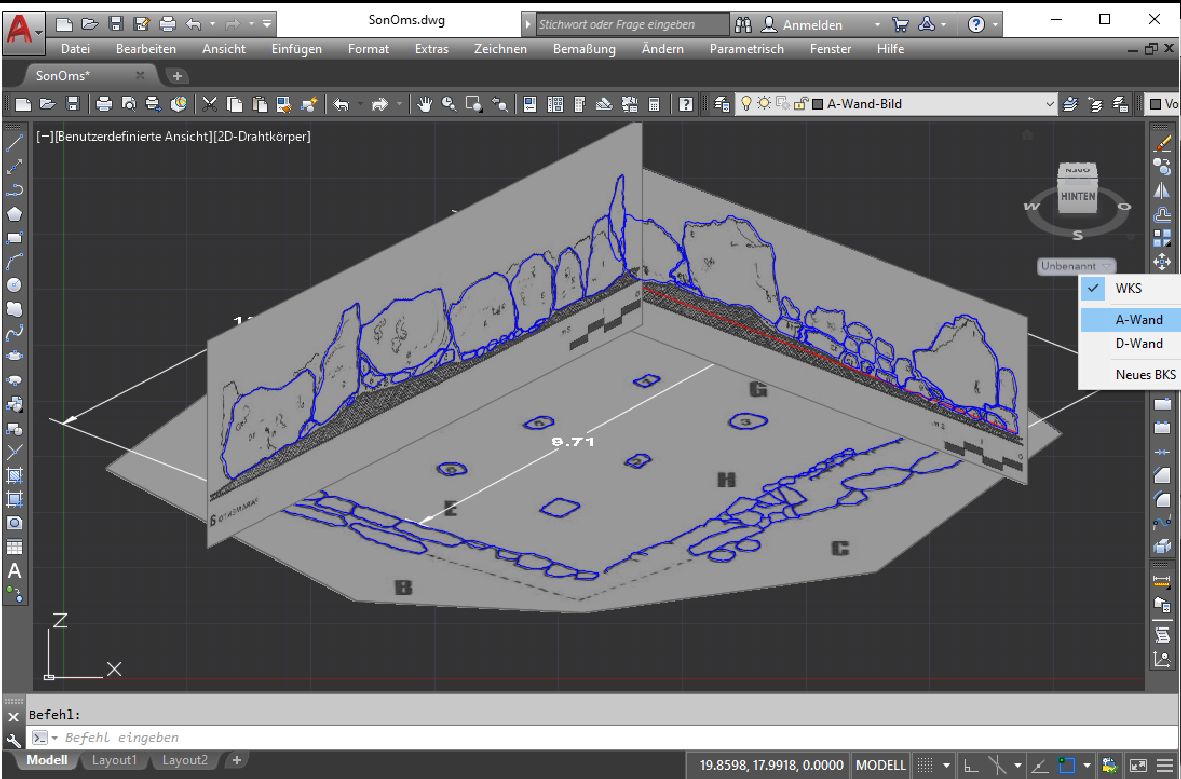 SonOms.dwg
Stichwort oder Frage eingeben
Anmelden
Datei Bearbeiten Ansicht Einfügen Format Extras Zeichnen Bemaßung Ändern Parametrisch Fenster Hilfe
SonOms*
A-Wand-Bild
Vo
[−][Benutzerdefinierte Ansicht][2D-Drahtkörper]
HINTEN
W
O
S
Unbenannt
WKS
A-Wand
D-Wand
Neues BKS
G
3
9.71
H
E
C
B
Z
X
Befehl:
Befehl eingeben
Modell Layout1 Layout2
19.8598, 17.9918, 0.0000 MODELL